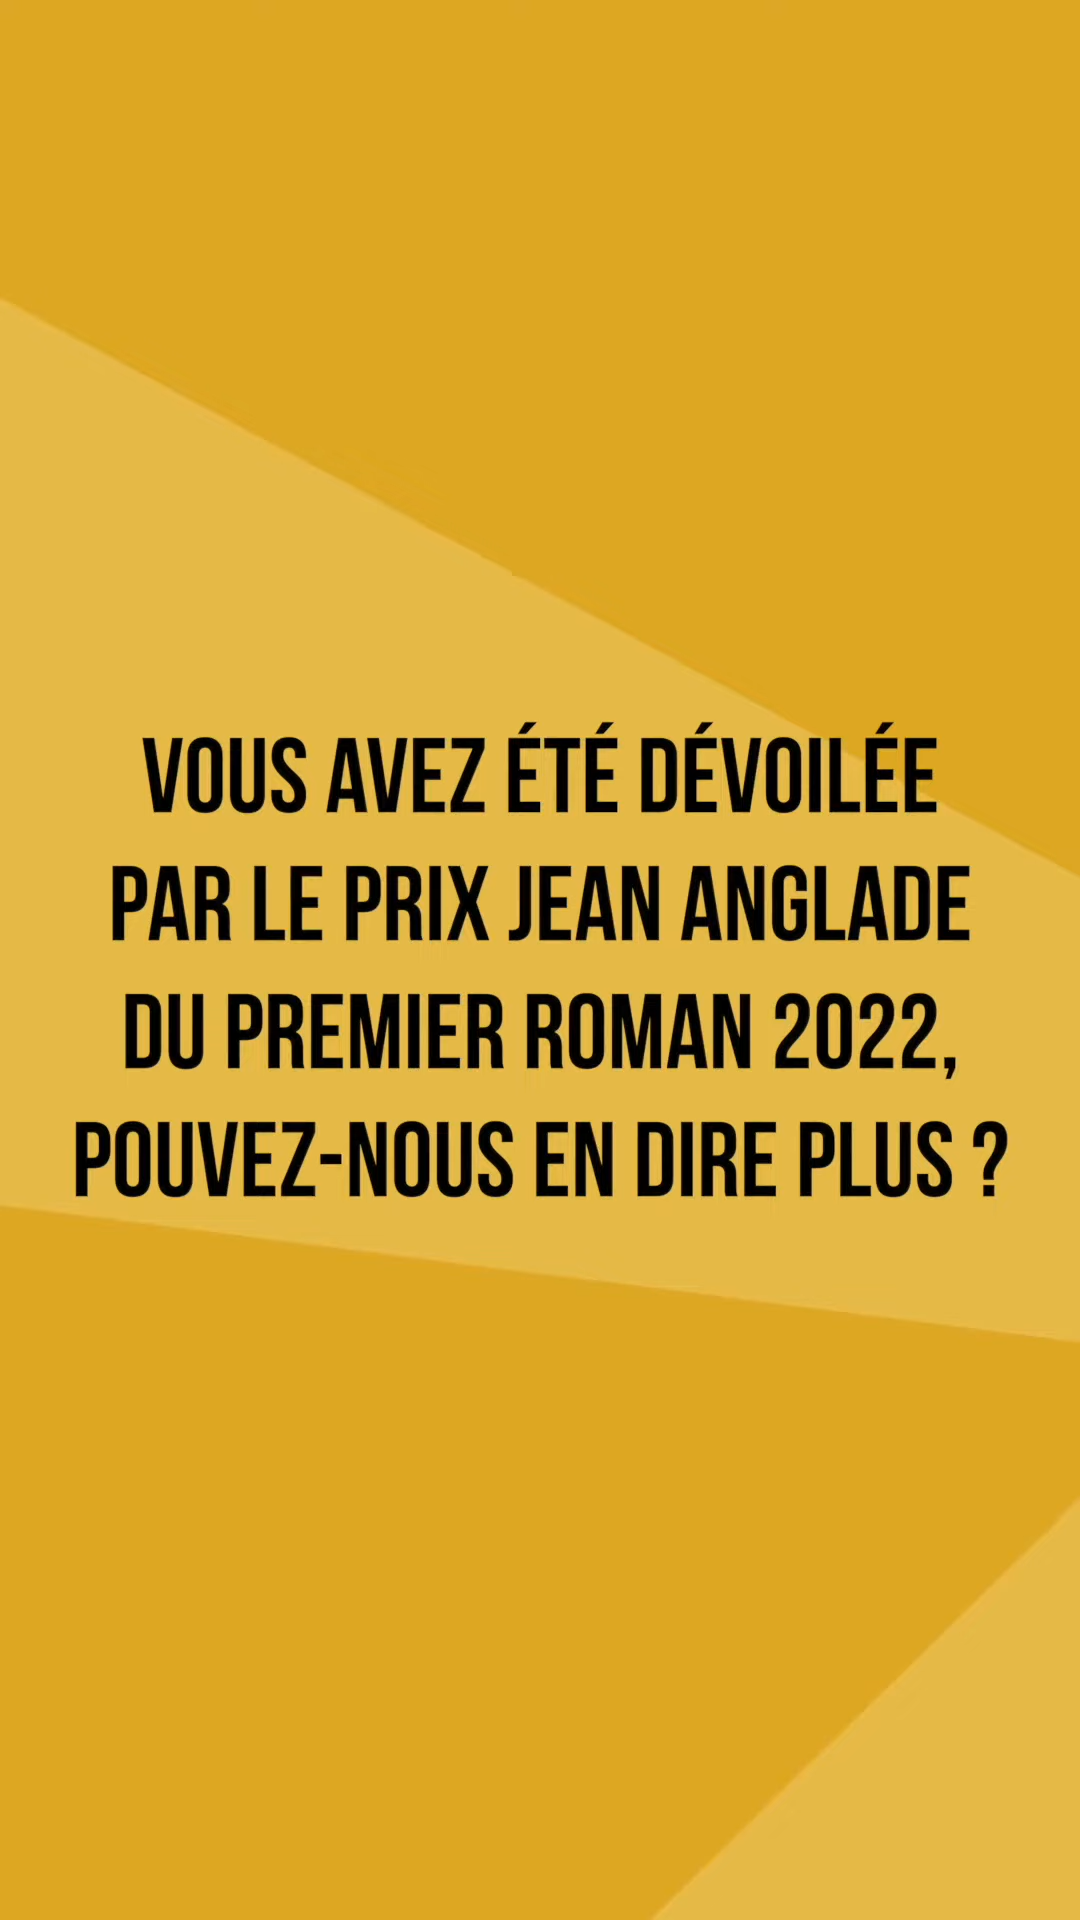 VOUS AVEZ ÉTÉ DÉVOILÉE
PAR LE PRIX JEAN ANGLADE
DU PREMIER ROMAN 2022,
POUVEZ-NOUS EN DIRE PLUS ?